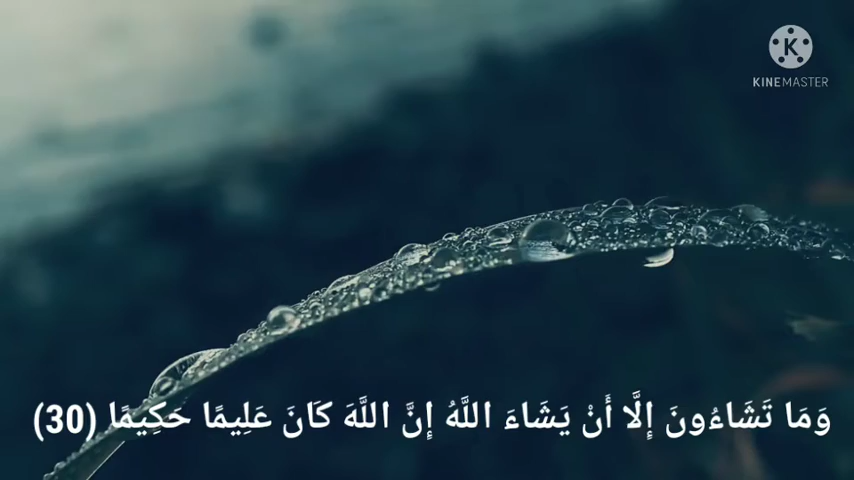 K
KINEMASTER
وَمَا تَشَاءُونَ إِلَّا أَنْ يَشَاءَ اللَّهُ إِنَّ اللَّهَ كَانَ عَلِيمًا حَكِيمًا (30)